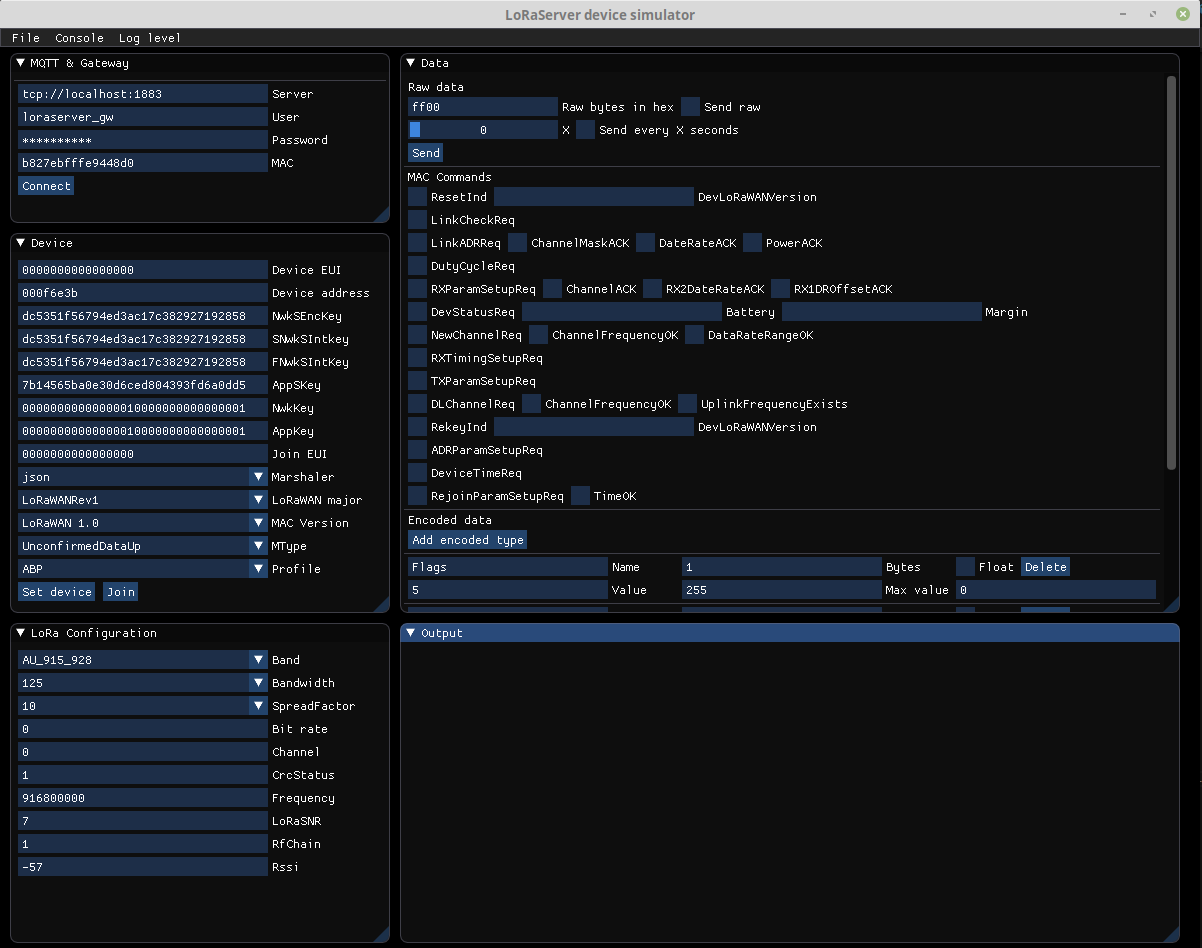 LoRaServer device simulator
File Console Log level
MQTT & Gateway
tcp://localhost:1883 Server
loraserver_gw User
********** Password
b827ebfffe9448d0 MAC
Connect
Device
0000000000000000 Device EUI
000f6e3b Device address
dc5351f56794ed3ac17c382927192858 NwkSEncKey
dc5351f56794ed3ac17c382927192858 SNwkSIntkey
dc5351f56794ed3ac17c382927192858 FNwkSIntKey
7b14565ba0e30d6ced804393fd6a0dd5 AppSKey
00000000000000010000000000000001 NwkKey
00000000000000010000000000000001 AppKey
0000000000000000 Join EUI
json Marshaler
LoRaWANRev1 LoRaWAN major
LoRaWAN 1.0 MAC Version
UnconfirmedDataUp MType
ABP Profile
Set device Join
LoRa Configuration
AU_915_928 Band
125 Bandwidth
10 SpreadFactor
0 Bit rate
0 Channel
1 CrcStatus
916800000 Frequency
7 LoRaSNR
1 RfChain
-57 Rssi
Data
Raw data
ff00 Raw bytes in hex Send raw
0 X Send every X seconds
Send
MAC Commands
ResetInd DevLoRaWANVersion
LinkCheckReq
LinkADRReq ChannelMaskACK DateRateACK PowerACK
DutyCycleReq
RXParamSetupReq ChannelACK RX2DateRateACK RX1DROffsetACK
DevStatusReq Battery Margin
NewChannelReq ChannelFrequencyOK DataRateRangeOK
RXTimingSetupReq
TXParamSetupReq
DLChannelReq ChannelFrequencyOK UplinkFrequencyExists
RekeyInd DevLoRaWANVersion
ADRParamSetupReq
DeviceTimeReq
RejoinParamSetupReq TimeOK
Encoded data
Add encoded type
Flags Name 1 Bytes Float Delete
5 Value 255 Max value 0
Output